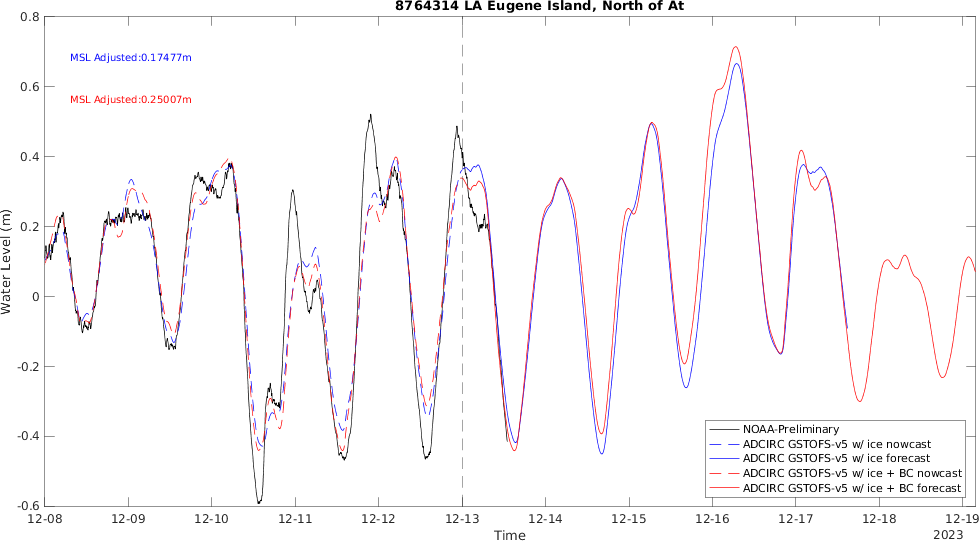 8764314 LA Eugene Island, North of At
MSL Adjusted:0.17477m
MSL Adjusted:0.25007m
Water Level (m)
0.8
0.6
0.4
0.2
0
-0.2
-0.4
-0.6
NOAA-Preliminary
ADCIRC GSTOFS-v5 w/ ice nowcast
ADCIRC GSTOFS-v5 w/ ice forecast
ADCIRC GSTOFS-v5 w/ ice + BC nowcast
ADCIRC GSTOFS-v5 w/ ice + BC forecast
12-08 12-09 12-10 12-11 12-12 12-13 12-14 12-15 12-16 12-17 12-18 12-19
Time
2023